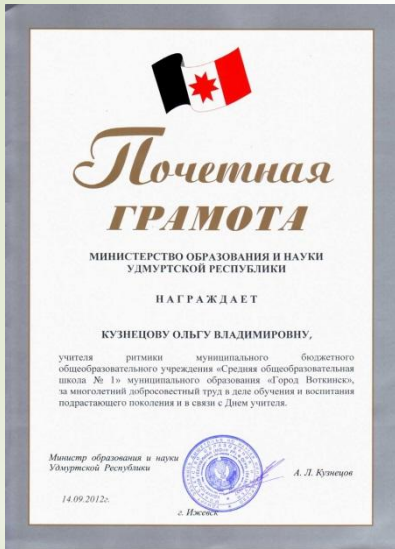 Почетная
ГРАМОТА
МИНИСТЕРСТВО ОБРАЗОВАНИЯ И НАУКИ
УДМУРТСКОЙ РЕСПУБЛИКИ
НАГРАЖДАЕТ
КУЗНЕЦОВУ ОЛЬГУ ВЛАДИМИРОВНУ,
учителя ритмики муниципального бюджетного
общеобразовательного учреждения «Средняя общеобразовательная
школа № 1» муниципального образования «Город Воткинск»,
за многолетний добросовестный труд в деле обучения и воспитания
подрастающего поколения и в связи с Днем учителя.
Министр образования и науки
Удмуртской Республики
А. Л. Кузнецов
14.09.2012г.
г. Ижевск